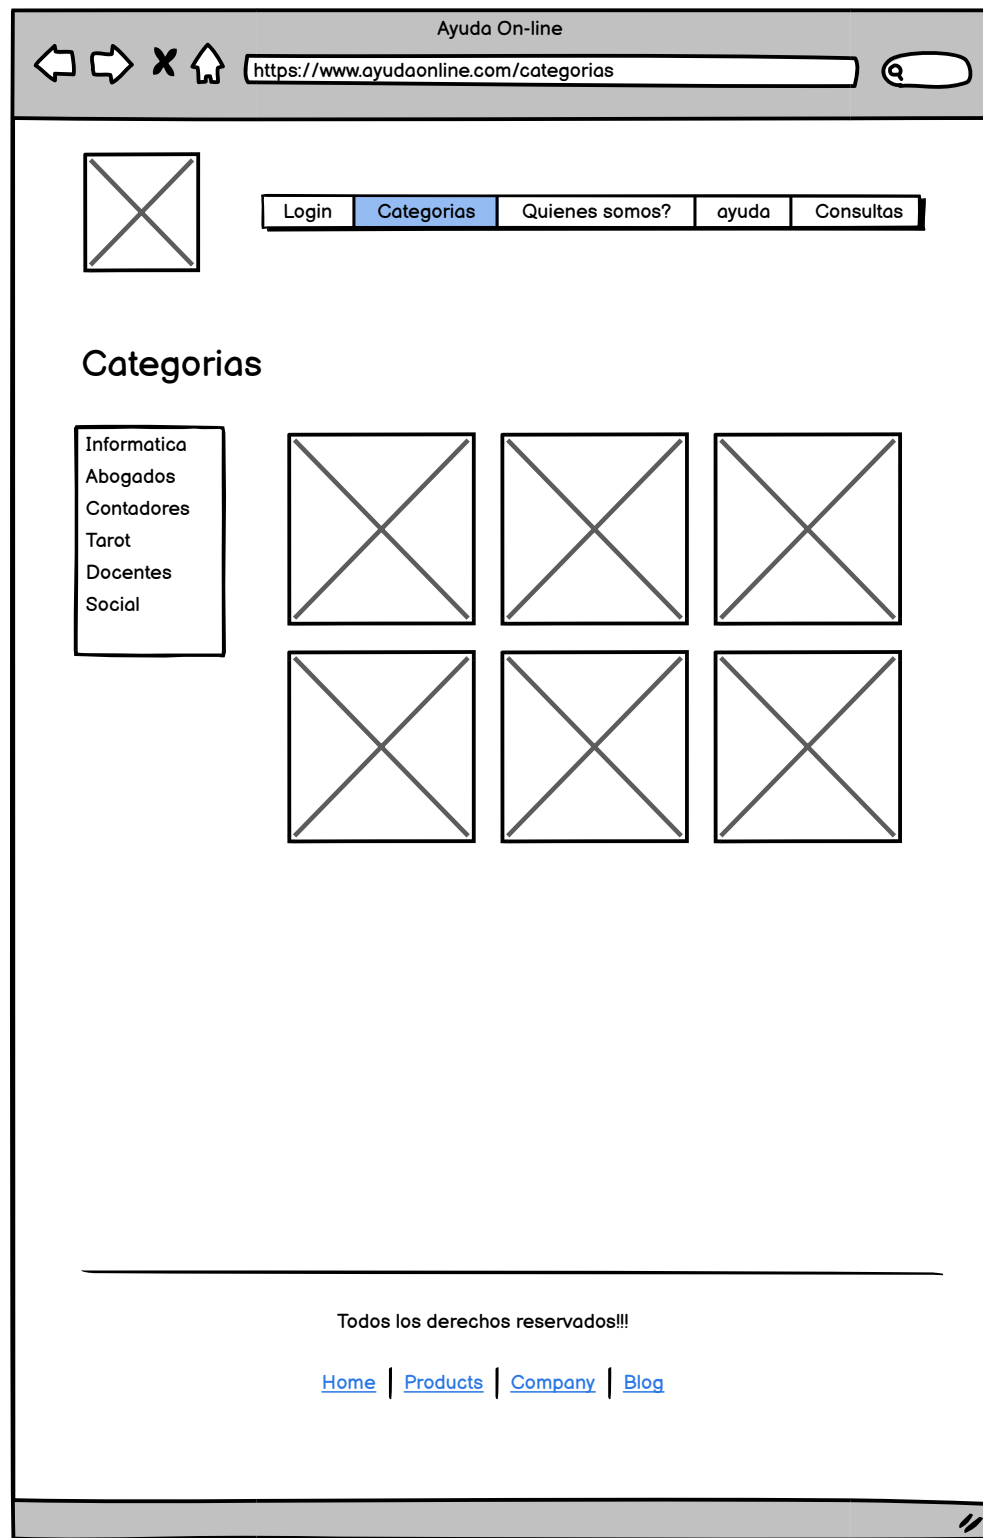 Ayuda On-line
https://www.ayudaonline.com/categorias
Login Categorias Quienes somos? ayuda Consultas
Categorias
Informatica
Abogados
Contadores
Tarot
Docentes
Social
Todos los derechos reservados!!!
Home Products Company Blog